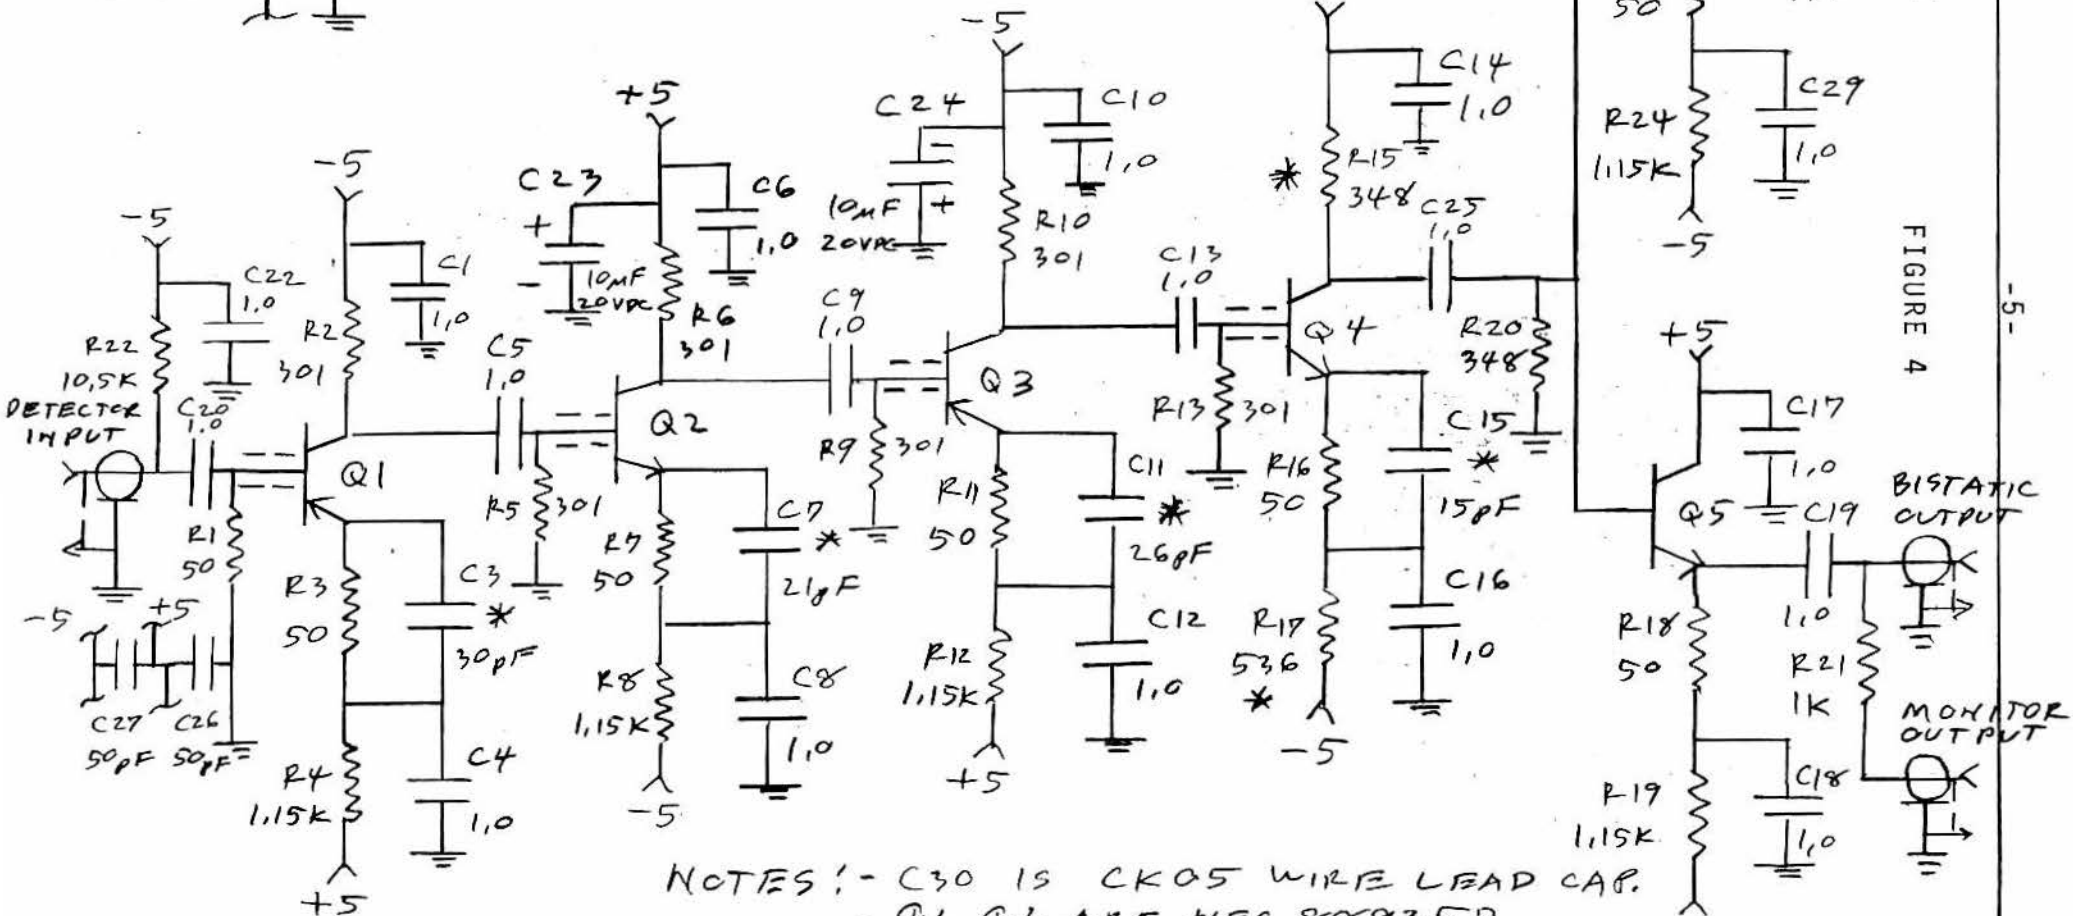 -5
50
C14
1,0
C29
1,0
R24
1,15K
-5
+5
C24
10μF
20VDC
-
+
C10
1,0
R10
301
*
R15
348
C25
1,0
-5
C23
+
-
10μF
20VDC
C6
1,0
R6
301
-5
C22
1,0
R22
10,5K
R2
301
C1
1,0
C5
1,0
C9
1,0
C13
1,0
Q4
R20
348
+5
FIGURE 4
-5-
DETECTOR
INPUT
C20
1,0
Q1
Q2
Q3
R1
50
R5
301
R9
301
R13
301
C17
1,0
C15
*
15pF
R16
50
C11
*
26pF
R11
50
C7
*
21pF
R7
50
C3
*
30pF
R3
50
Q5
C19
1,0
BISTATIC
OUTPUT
-5
+5
C27
50pF
C26
50pF
R4
1,15K
C4
1,0
+5
R8
1,15K
C8
1,0
-5
R12
1,15K
C12
1,0
+5
R17
536
*
C16
1,0
-5
R18
50
R21
1K
MONITOR
OUTPUT
R19
1,15K
C18
1,0
NOTES:- C30 IS CK05 WIRE LEAD CAP.